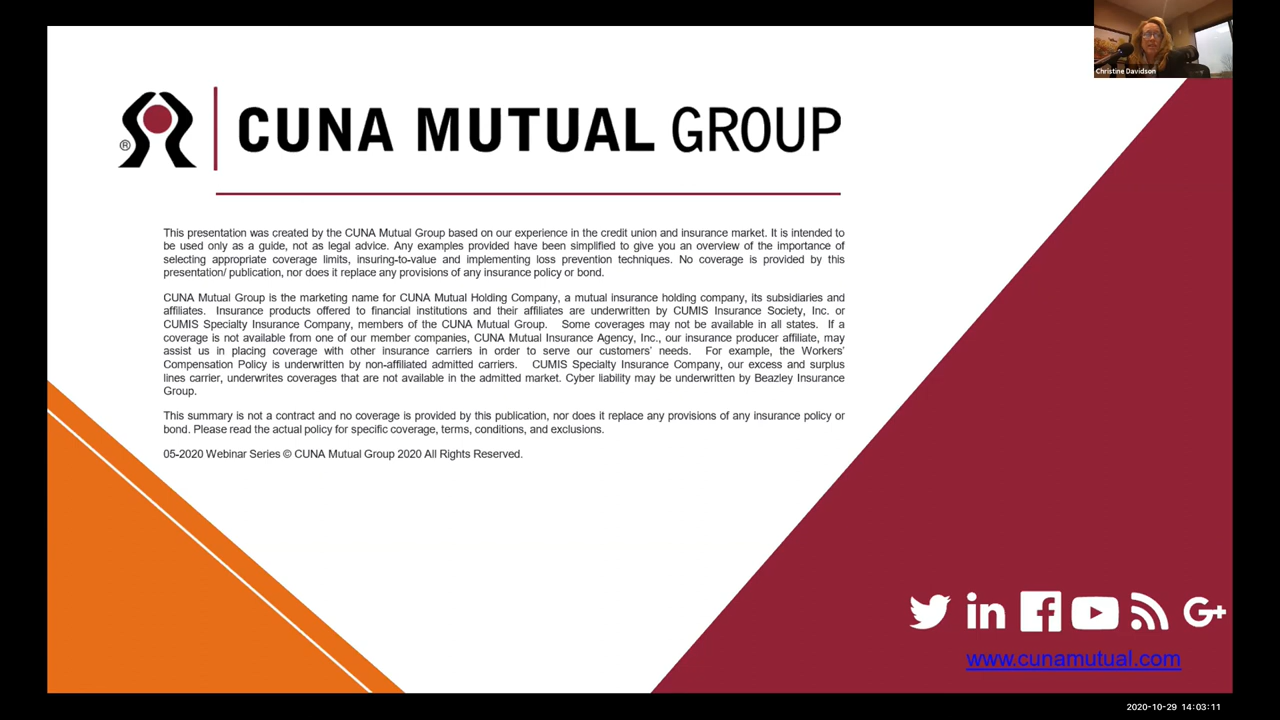 Christine Davidson
® CUNA MUTUAL GROUP
This presentation was created by the CUNA Mutual Group based on our experience in the credit union and insurance market. It is intended to
be used only as a guide, not as legal advice. Any examples provided have been simplified to give you an overview of the importance of
selecting appropriate coverage limits, insuring-to-value and implementing loss prevention techniques. No coverage is provided by this
presentation/ publication, nor does it replace any provisions of any insurance policy or bond.
CUNA Mutual Group is the marketing name for CUNA Mutual Holding Company, a mutual insurance holding company, its subsidiaries and
affiliates. Insurance products offered to financial institutions and their affiliates are underwritten by CUMIS Insurance Society, Inc. or
CUMIS Specialty Insurance Company, members of the CUNA Mutual Group. Some coverages may not be available in all states. If a
coverage is not available from one of our member companies, CUNA Mutual Insurance Agency, Inc., our insurance producer affiliate, may
assist us in placing coverage with other insurance carriers in order to serve our customers' needs. For example, the Workers'
Compensation Policy is underwritten by non-affiliated admitted carriers. CUMIS Specialty Insurance Company, our excess and surplus
lines carrier, underwrites coverages that are not available in the admitted market. Cyber liability may be underwritten by Beazley Insurance
Group.
This summary is not a contract and no coverage is provided by this publication, nor does it replace any provisions of any insurance policy or
bond. Please read the actual policy for specific coverage, terms, conditions, and exclusions.
05-2020 Webinar Series © CUNA Mutual Group 2020 All Rights Reserved.
in f G+
www.cunamutual.com
2020-10-29 14:03:11